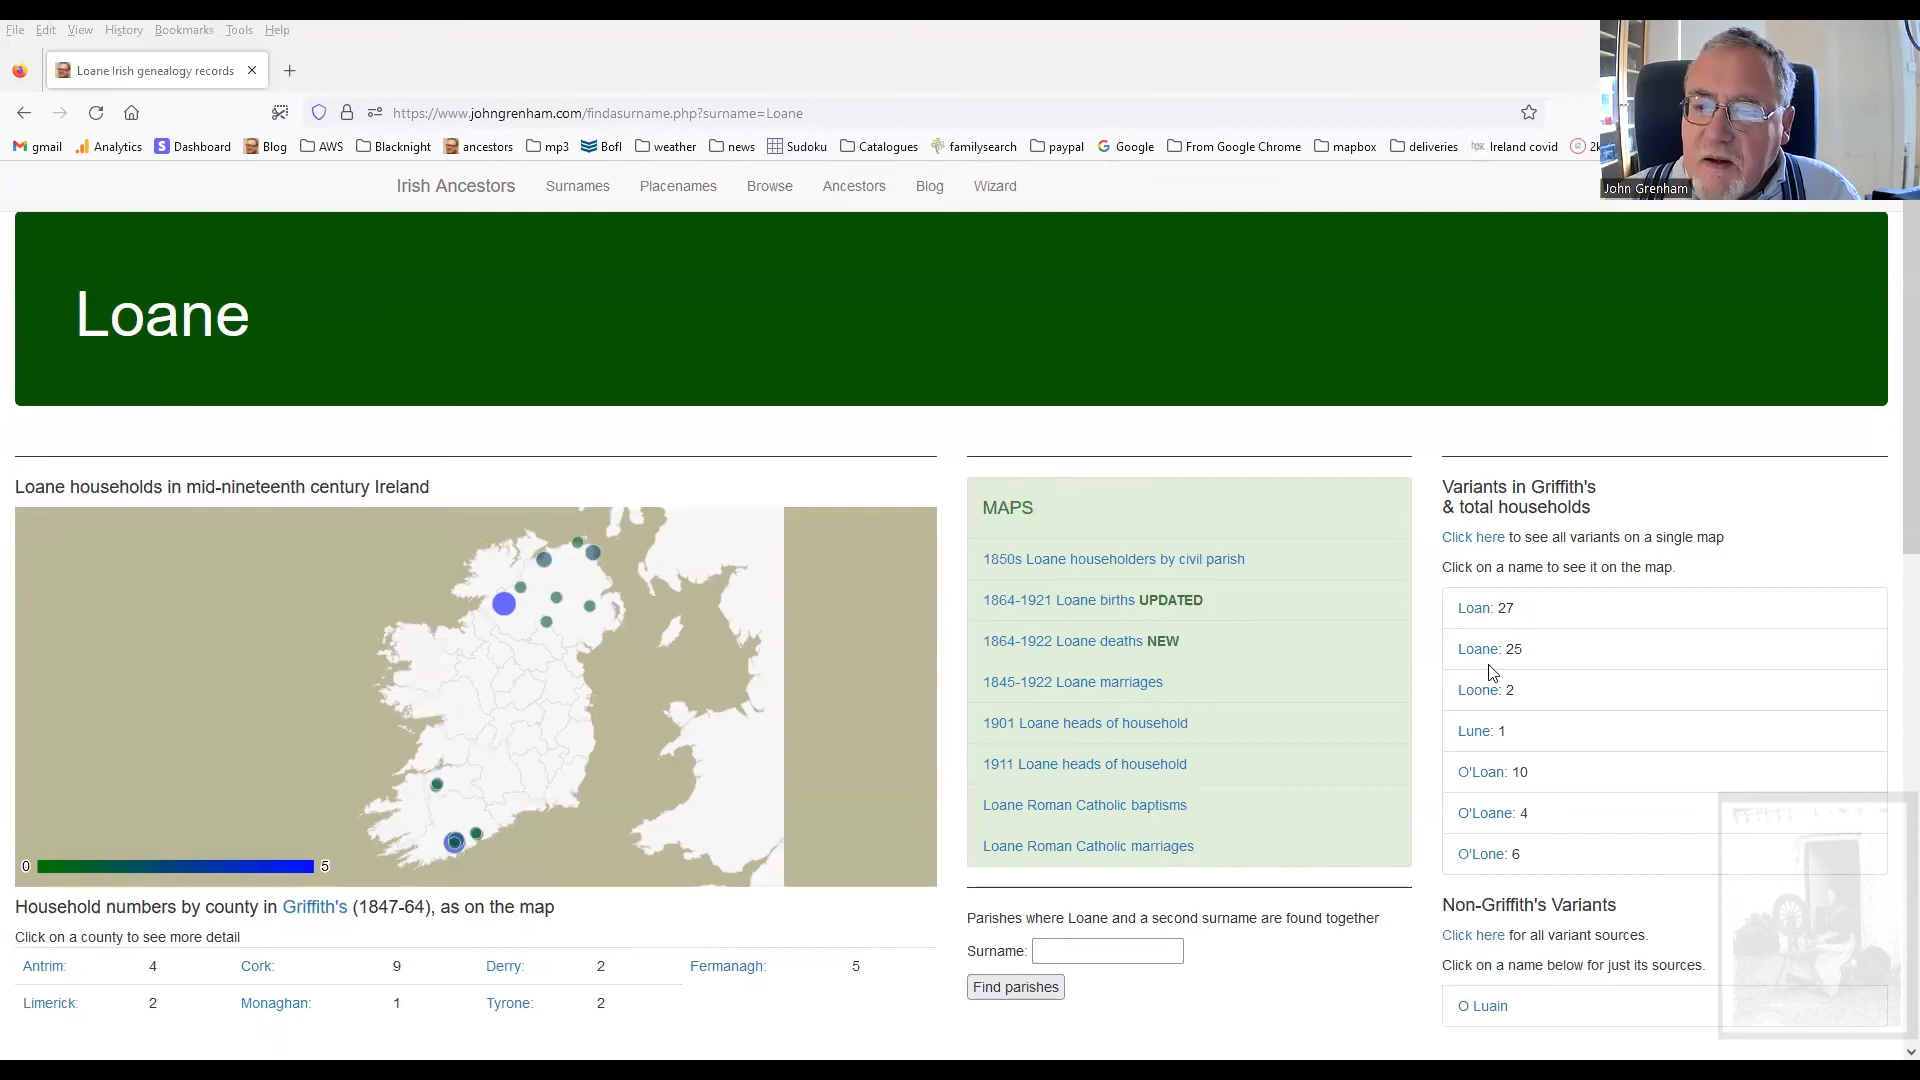 File Edit View History Bookmarks Tools Help
Loane Irish genealogy records
https://www.johngrenham.com/findasurname.php?surname=Loane
gmail Analytics Dashboard Blog AWS Blacknight ancestors mp3 BofI weather news Sudoku Catalogues familysearch paypal Google From Google Chrome mapbox deliveries Ireland covid
John Grenham
Irish Ancestors Surnames Placenames Browse Ancestors Blog Wizard
Loane
Loane households in mid-nineteenth century Ireland
0 5
Household numbers by county in Griffith's (1847-64), as on the map
Click on a county to see more detail
Antrim: 4 Cork: 9 Derry: 2 Fermanagh: 5
Limerick: 2 Monaghan: 1 Tyrone: 2
MAPS
1850s Loane householders by civil parish
1864-1921 Loane births UPDATED
1864-1922 Loane deaths NEW
1845-1922 Loane marriages
1901 Loane heads of household
1911 Loane heads of household
Loane Roman Catholic baptisms
Loane Roman Catholic marriages
Parishes where Loane and a second surname are found together
Surname:
Find parishes
Variants in Griffith's
& total households
Click here to see all variants on a single map
Click on a name to see it on the map.
Loan: 27
Loane: 25
Loone: 2
Lune: 1
O'Loan: 10
O'Loane: 4
O'Lone: 6
Non-Griffith's Variants
Click here for all variant sources.
Click on a name below for just its sources.
O Luain